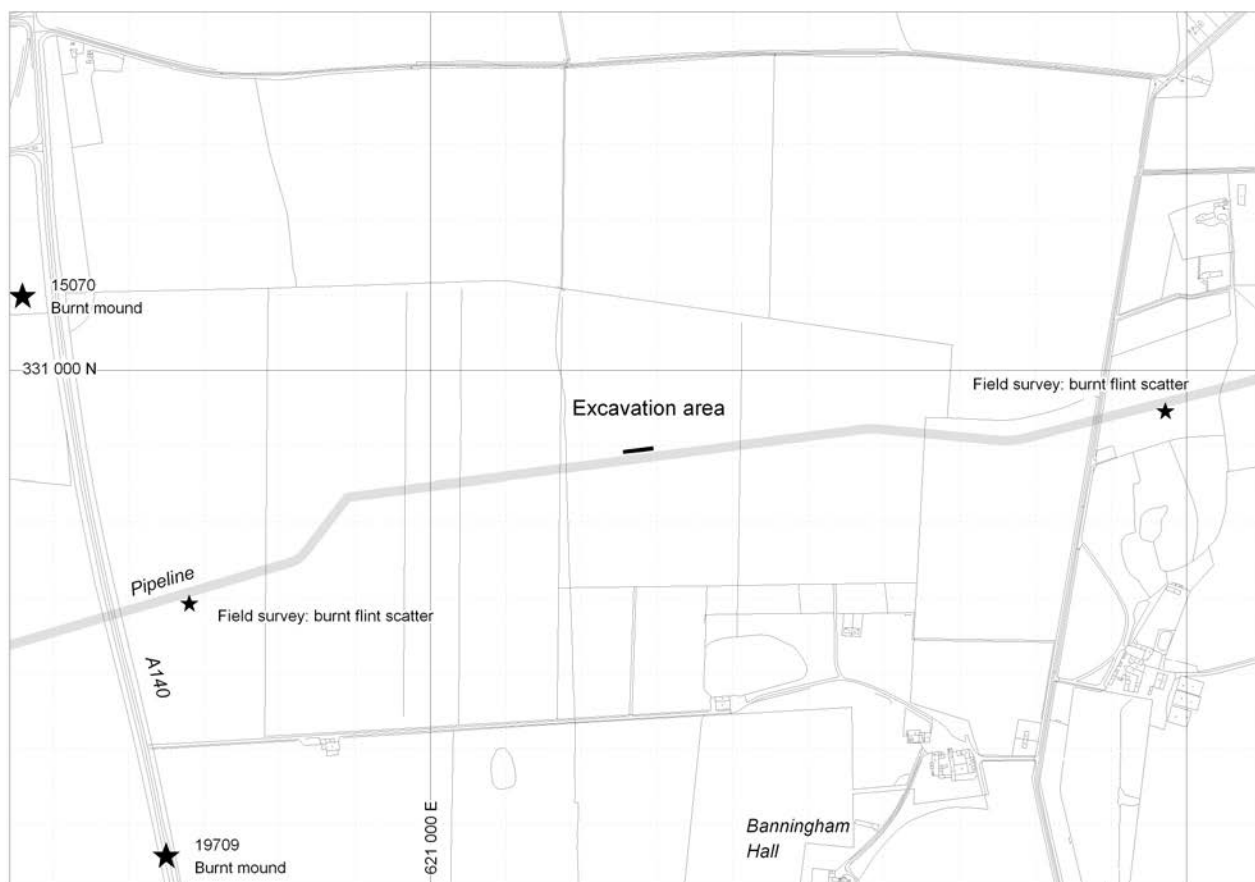 15070
Burnt mound
331 000 N
Field survey: burnt flint scatter
Excavation area
Pipeline
Field survey: burnt flint scatter
A140
621 000 E
Banningham
Hall
19709
Burnt mound